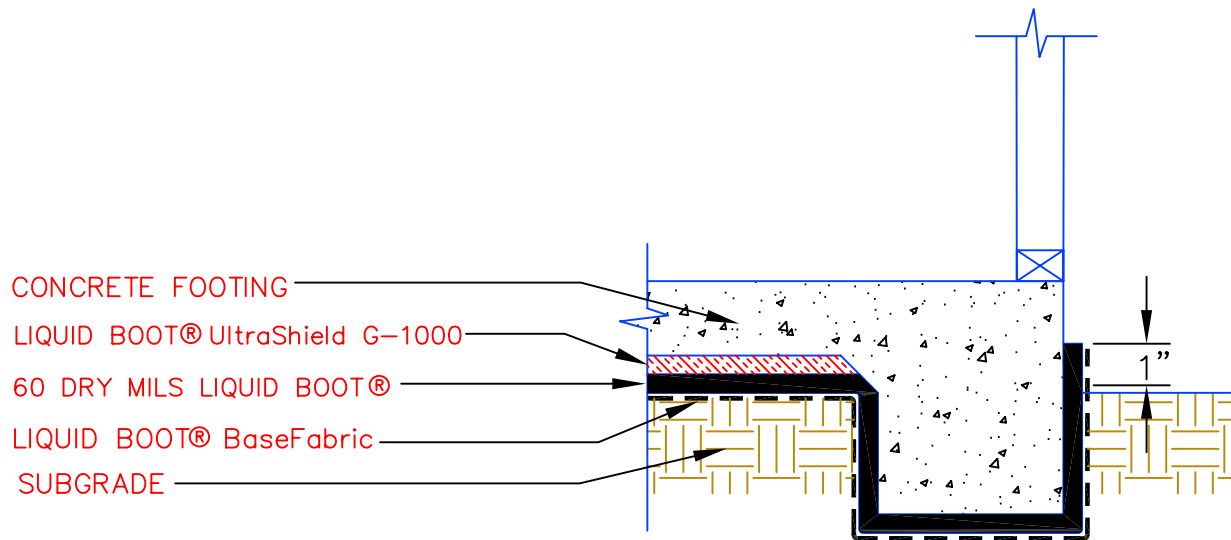 CONCRETE FOOTING
LIQUID BOOT® UltraShield G-1000
60 DRY MILS LIQUID BOOT®
LIQUID BOOT® BaseFabric
SUBGRADE
1"